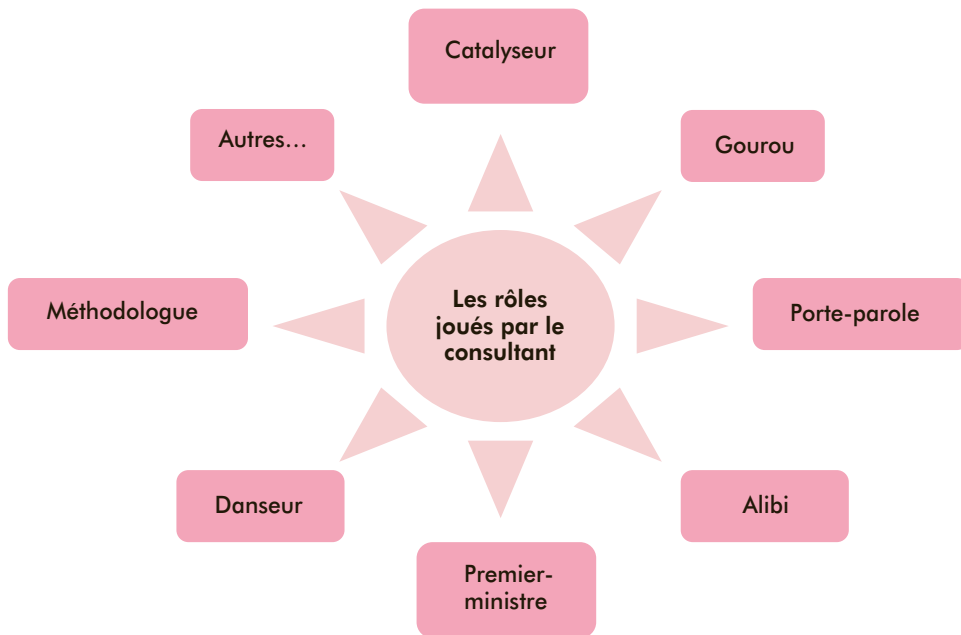 Catalyseur
Autres…
Gourou
Les rôles
joués par le
consultant
Méthodologue
Porte-parole
Danseur
Alibi
Premier-
ministre